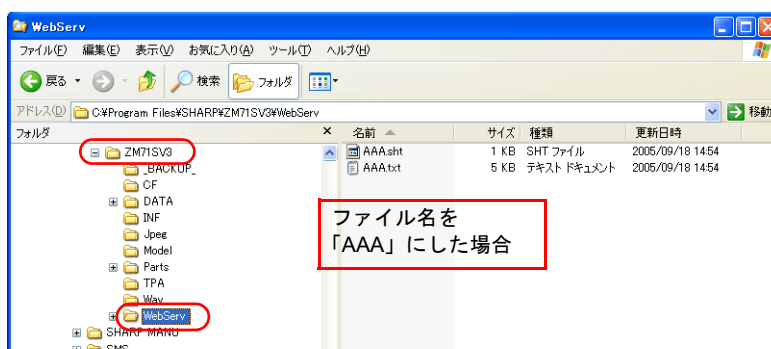 WebServ
ファイル(F) 編集(E) 表示(V) お気に入り(A) ツール(T) ヘルプ(H)
戻る 検索 フォルダ
アドレス(D) C:¥Program Files¥SHARP¥ZM71SV3¥WebServ 移動
フォルダ × 名前 サイズ 種類 更新日時
ZM71SV3 AAA.sht 1 KB SHT ファイル 2005/09/18 14:54
_BACKUP_ AAA.txt 5 KB テキスト ドキュメント 2005/09/18 14:54
CF
DATA
INF
Jpeg
Model
Parts
TPA
Wav
WebServ
SHARP MANU
SMS
ファイル名を
「AAA」にした場合